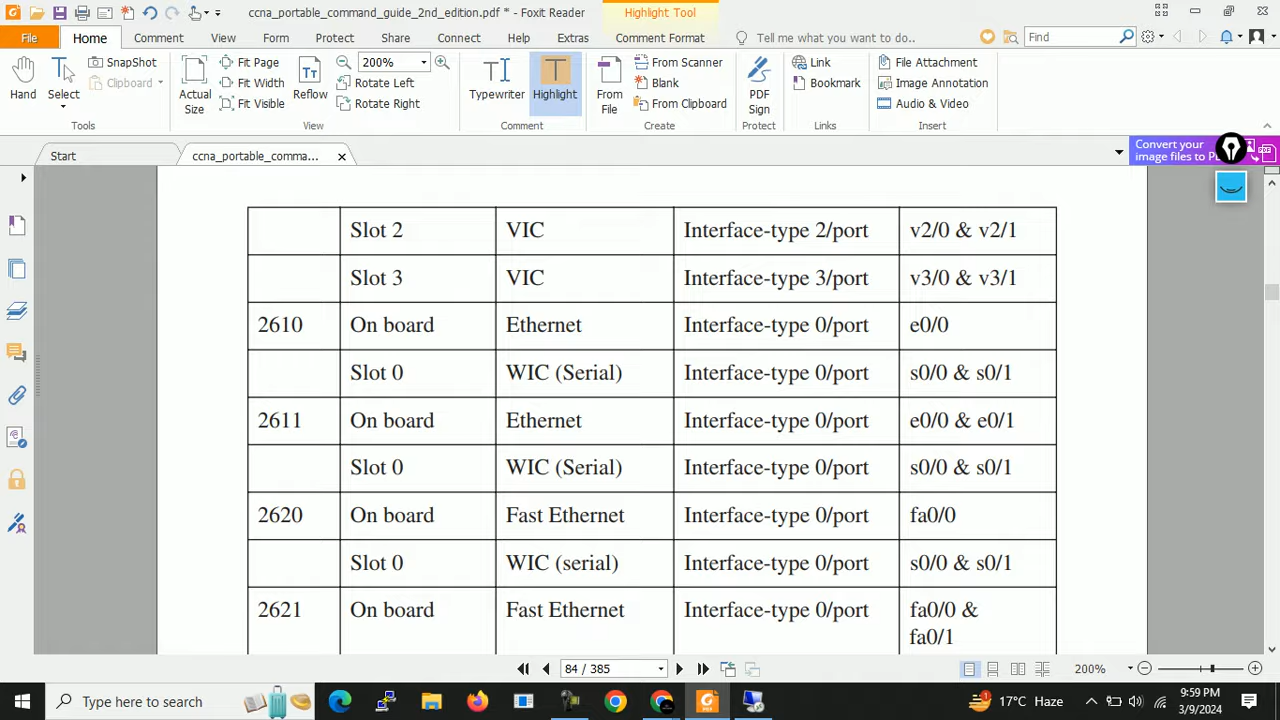 ccna_portable_command_guide_2nd_edition.pdf * - Foxit Reader
Highlight Tool
File Home Comment View Form Protect Share Connect Help Extras Comment Format Tell me what you want to do... Find
Hand
Select
SnapShot
Clipboard
Tools
Actual Size
Fit Page
Fit Width
Fit Visible
Reflow
200%
Rotate Left
Rotate Right
View
Typewriter
Highlight
Comment
From File
From Scanner
Blank
From Clipboard
Create
PDF Sign
Protect
Link
Bookmark
Links
File Attachment
Image Annotation
Audio & Video
Insert
Start
ccna_portable_comma...
Convert your
image files to
Slot 2 VIC Interface-type 2/port v2/0 & v2/1
Slot 3 VIC Interface-type 3/port v3/0 & v3/1
2610 On board Ethernet Interface-type 0/port e0/0
Slot 0 WIC (Serial) Interface-type 0/port s0/0 & s0/1
2611 On board Ethernet Interface-type 0/port e0/0 & e0/1
Slot 0 WIC (Serial) Interface-type 0/port s0/0 & s0/1
2620 On board Fast Ethernet Interface-type 0/port fa0/0
Slot 0 WIC (serial) Interface-type 0/port s0/0 & s0/1
2621 On board Fast Ethernet Interface-type 0/port fa0/0 &
fa0/1
84 / 385
200%
Type here to search
17°C Haze
9:59 PM
3/9/2024